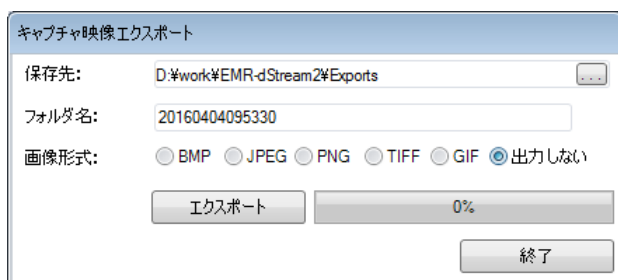 キャプチャ映像エクスポート
保存先: D:¥work¥EMR-dStream2¥Exports ...
フォルダ名: 20160404095330
画像形式: BMP JPEG PNG TIFF GIF 出力しない
エクスポート 0%
終了